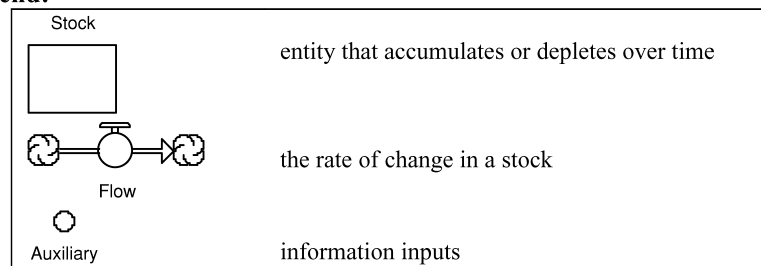 Stock
entity that accumulates or depletes over time
the rate of change in a stock
Flow
Auxiliary
information inputs